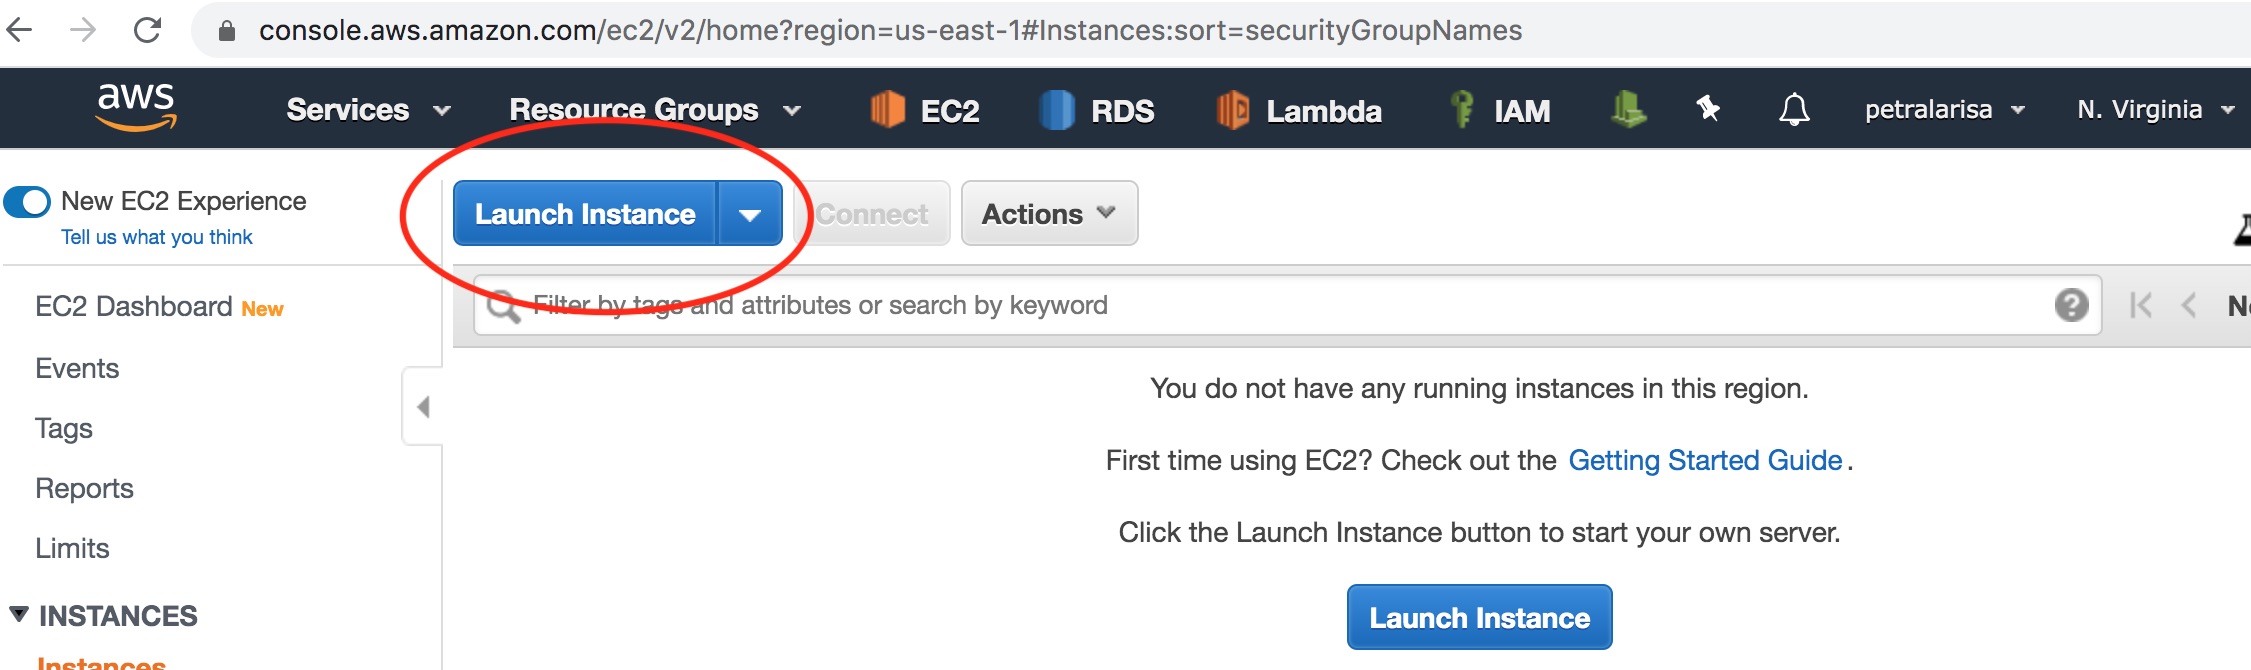 console.aws.amazon.com/ec2/v2/home?region=us-east-1#Instances:sort=securityGroupNames
aws Services Resource Groups EC2 RDS Lambda IAM petralarisa N. Virginia
New EC2 Experience
Tell us what you think
Launch Instance Connect Actions
Filter by tags and attributes or search by keyword
EC2 Dashboard New
Events
Tags
Reports
Limits
INSTANCES
Instances
You do not have any running instances in this region.
First time using EC2? Check out the Getting Started Guide.
Click the Launch Instance button to start your own server.
Launch Instance